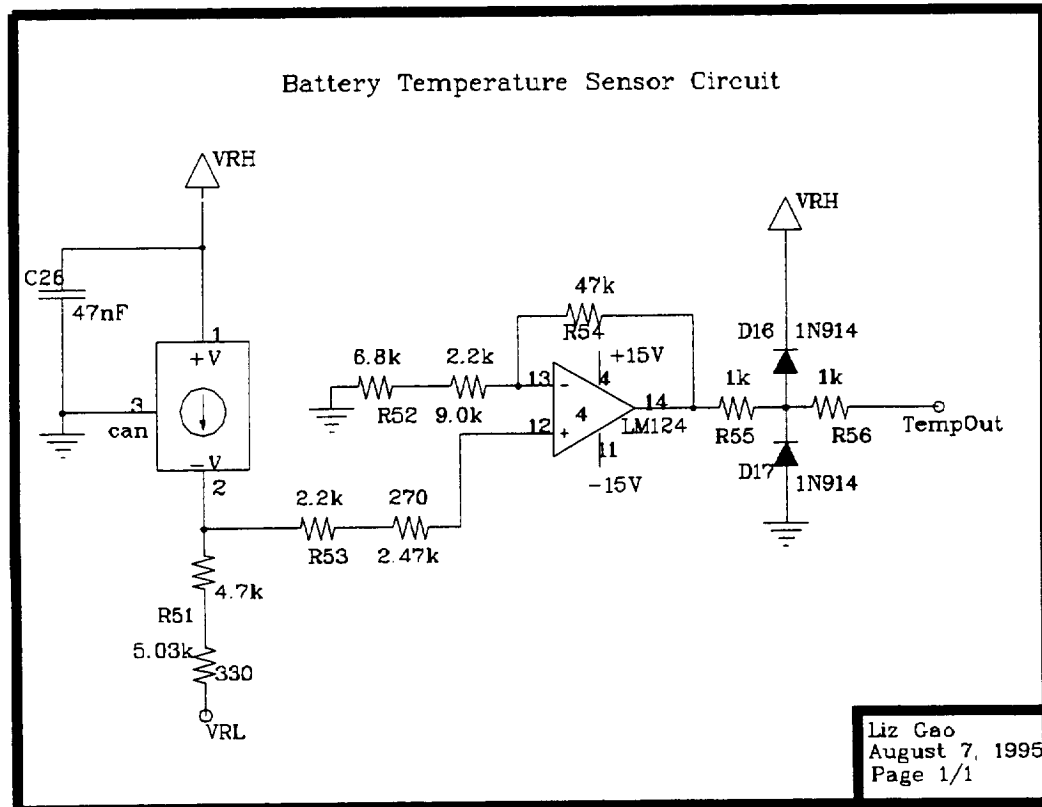 Battery Temperature Sensor Circuit
VRH
VRH
C26
47nF
1
+V
3
can
-V
2
47k
R54
D16 1N914
6.8k 2.2k
+15V
13 - 4
1k 1k
R52 9.0k
4
14
12 +
LM124
R55 R56
TempOut
11
-15V
D17 1N914
2.2k 270
R53 2.47k
4.7k
R51
5.03k
330
VRL
Liz Gao
August 7, 1995
Page 1/1